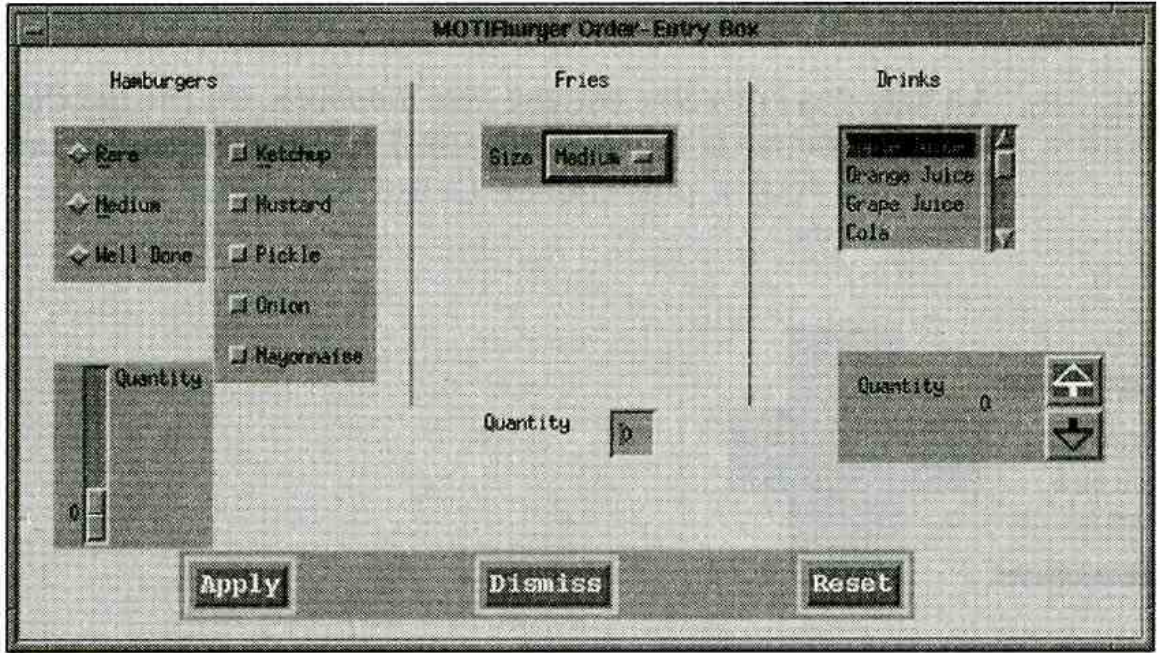 MOTIFburger Order-Entry Box
Hamburgers
Rare
Medium
Well Done
Ketchup
Mustard
Pickle
Onion
Mayonnaise
Quantity
0
Fries
Size Medium
Quantity 0
Drinks
Orange Juice
Grape Juice
Cola
Quantity 0
Apply
Dismiss
Reset